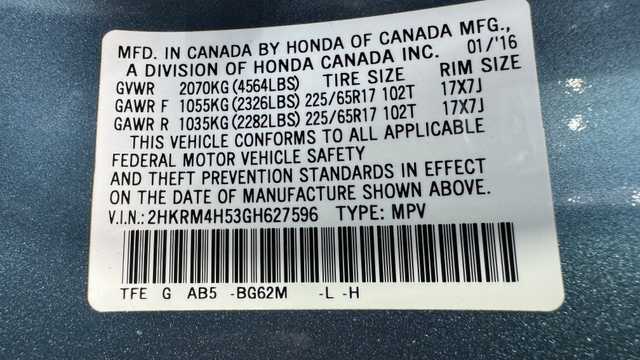 MFD. IN CANADA BY HONDA OF CANADA MFG.,
A DIVISION OF HONDA CANADA INC. 01/'16
GVWR 2070KG (4564LBS) TIRE SIZE RIM SIZE
GAWR F 1055KG (2326LBS) 225/65R17 102T 17X7J
GAWR R 1035KG (2282LBS) 225/65R17 102T 17X7J
THIS VEHICLE CONFORMS TO ALL APPLICABLE
FEDERAL MOTOR VEHICLE SAFETY
AND THEFT PREVENTION STANDARDS IN EFFECT
ON THE DATE OF MANUFACTURE SHOWN ABOVE.
V.I.N.: 2HKRM4H53GH627596 TYPE: MPV
TFE G AB5 -BG62M -L -H